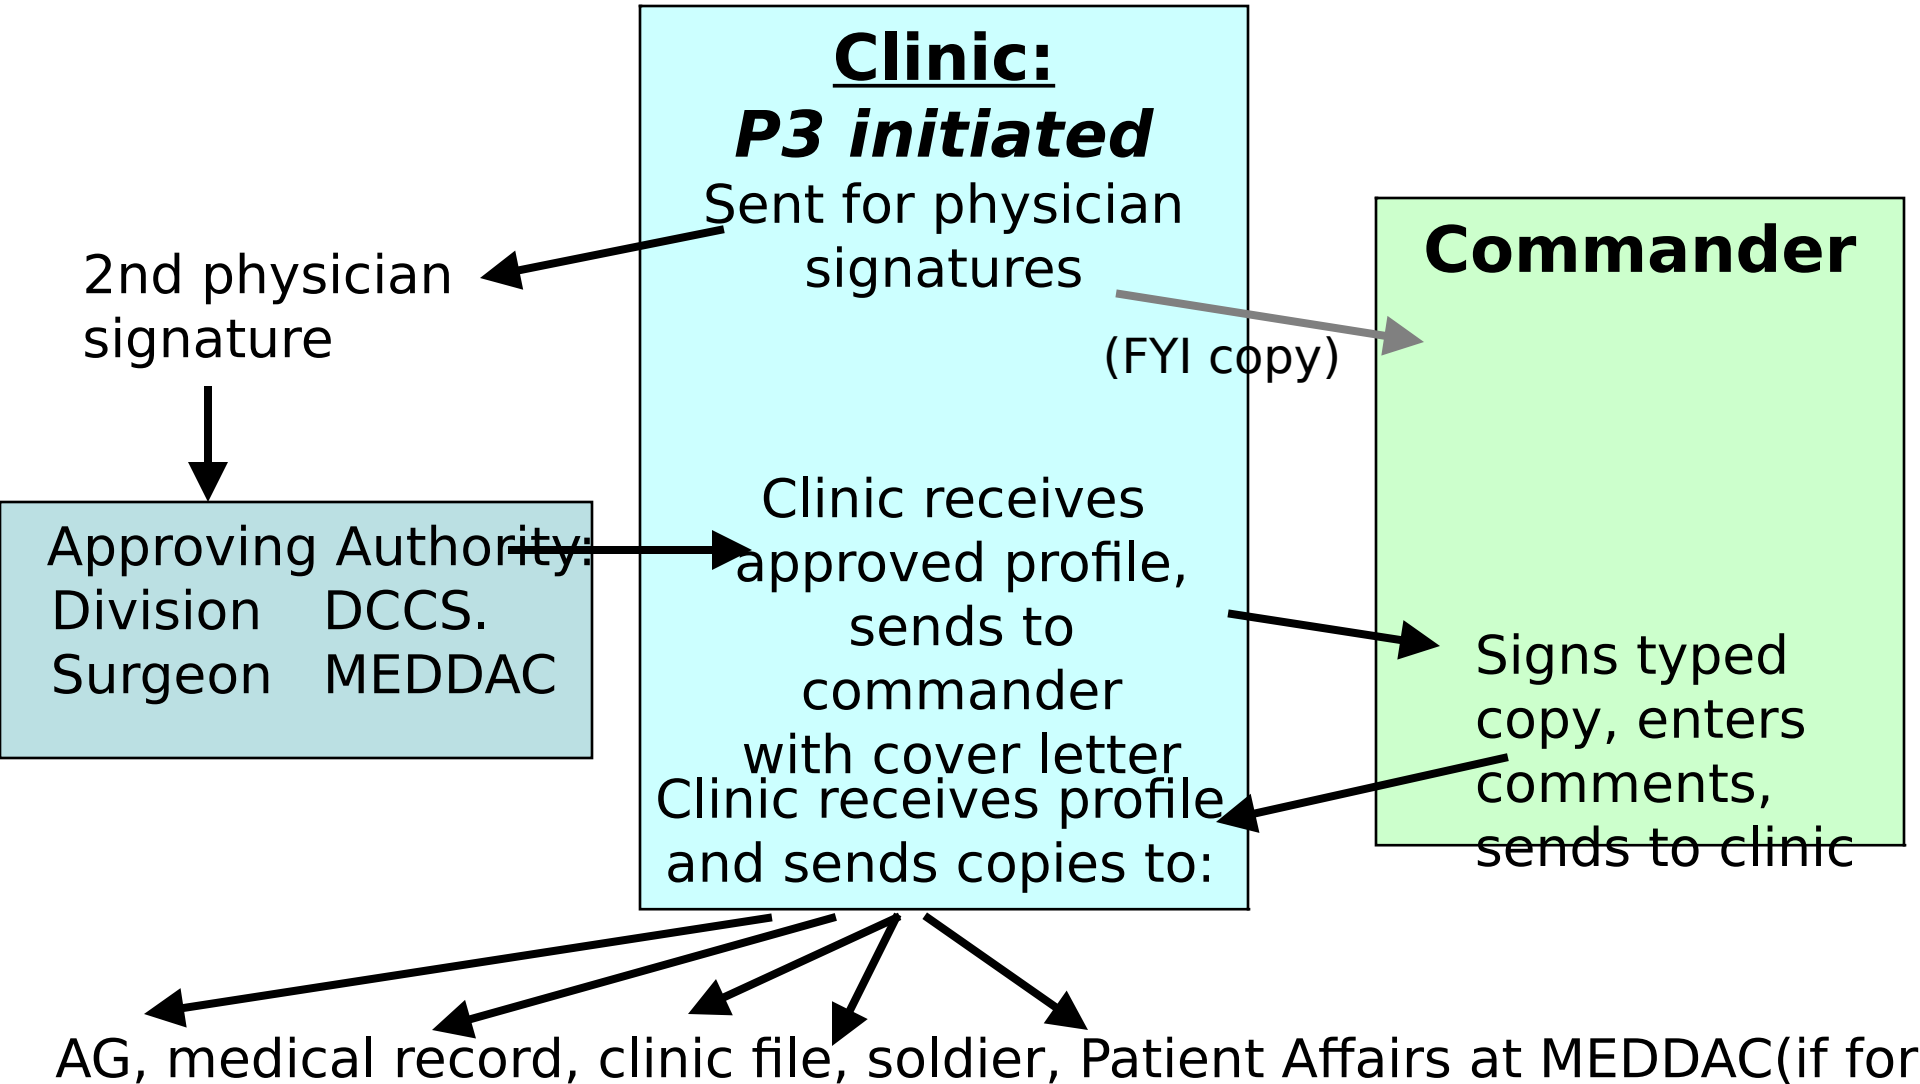 Clinic:
P3 initiated
Sent for physician
signatures
2nd physician
signature
Commander
(FYI copy)
Approving Authority:
Division DCCS.
Surgeon MEDDAC
Clinic receives
approved profile,
sends to
commander
with cover letter
Signs typed
copy, enters
comments,
sends to clinic
Clinic receives profile
and sends copies to:
AG, medical record, clinic file, soldier, Patient Affairs at MEDDAC(if for